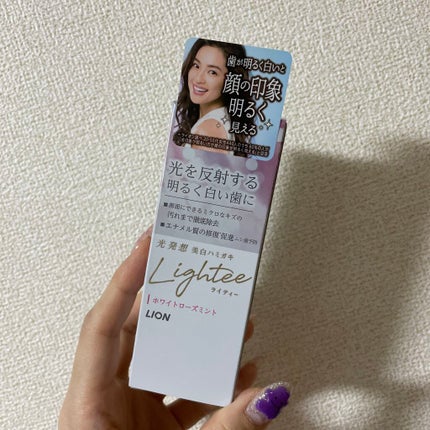 歯が明るく白いと
顔の印象
明るく
見える
光を反射する
明るく白い歯に
■歯面にできるミクロなキズの
汚れまで徹底除去
■エナメル質の修復*促進
光発想 美白ハミガキ
Lightee
ライティー
ホワイトローズミント
LION